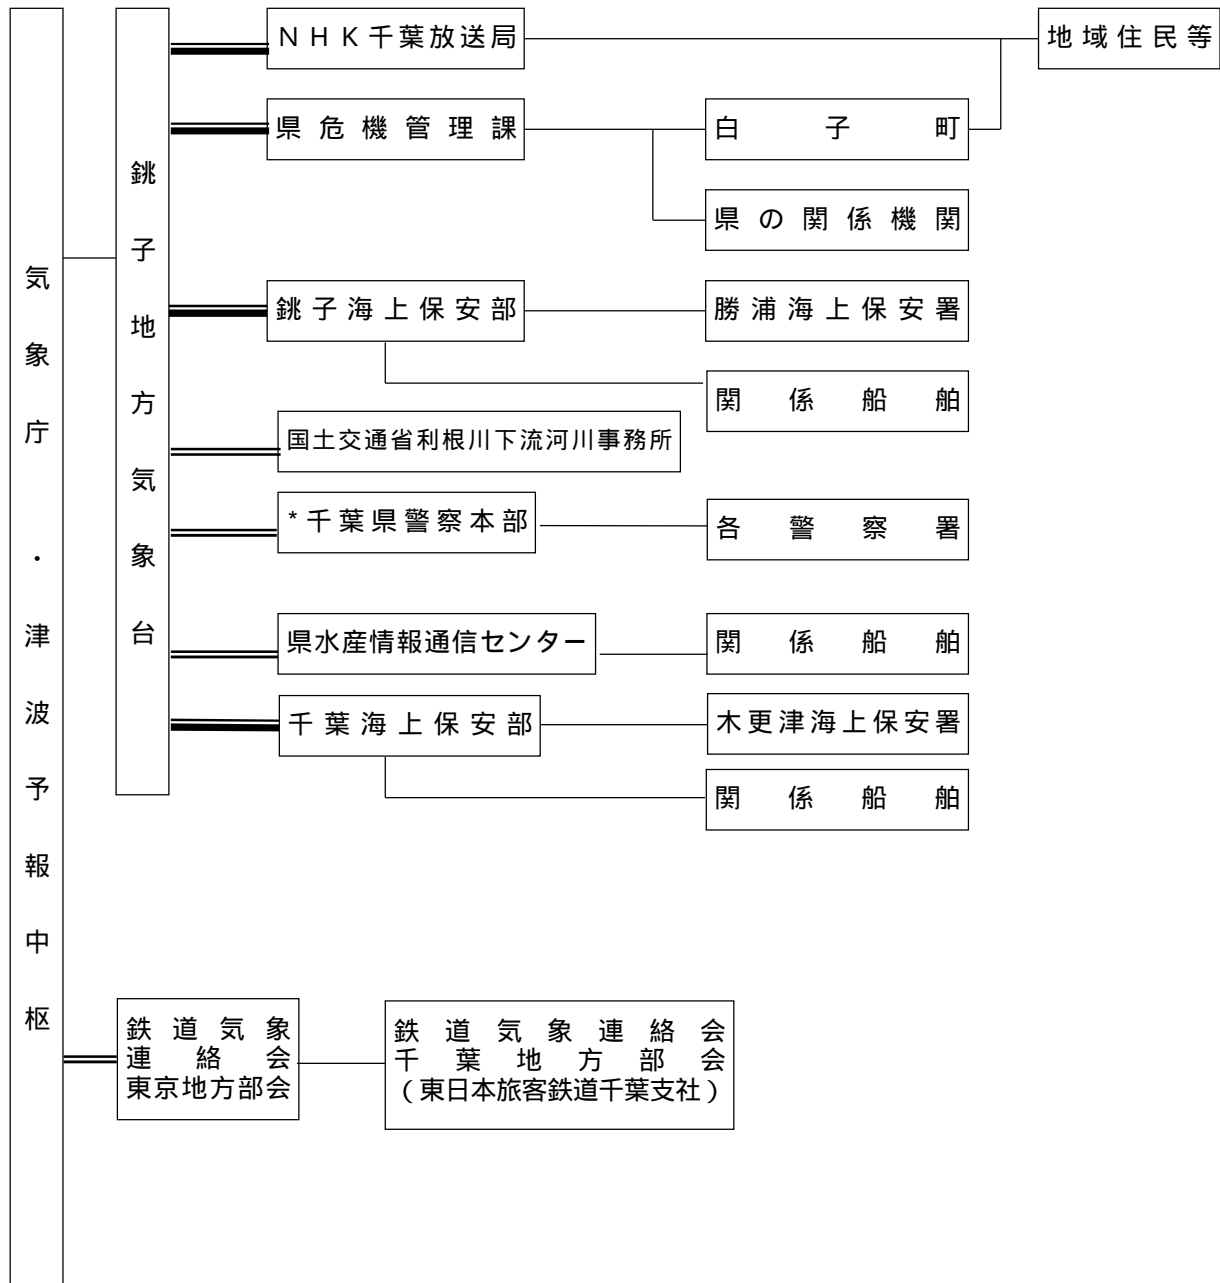 気象庁・津波予報中枢
銚子地方気象台
NHK千葉放送局
地域住民等
県危機管理課
白子町
県の関係機関
銚子海上保安部
勝浦海上保安署
関係船舶
国土交通省利根川下流河川事務所
*千葉県警察本部
各警察署
県水産情報通信センター
関係船舶
千葉海上保安部
木更津海上保安署
関係船舶
鉄道気象
連絡会
東京地方部会
鉄道気象連絡会
千葉地方部会
(東日本旅客鉄道千葉支社)